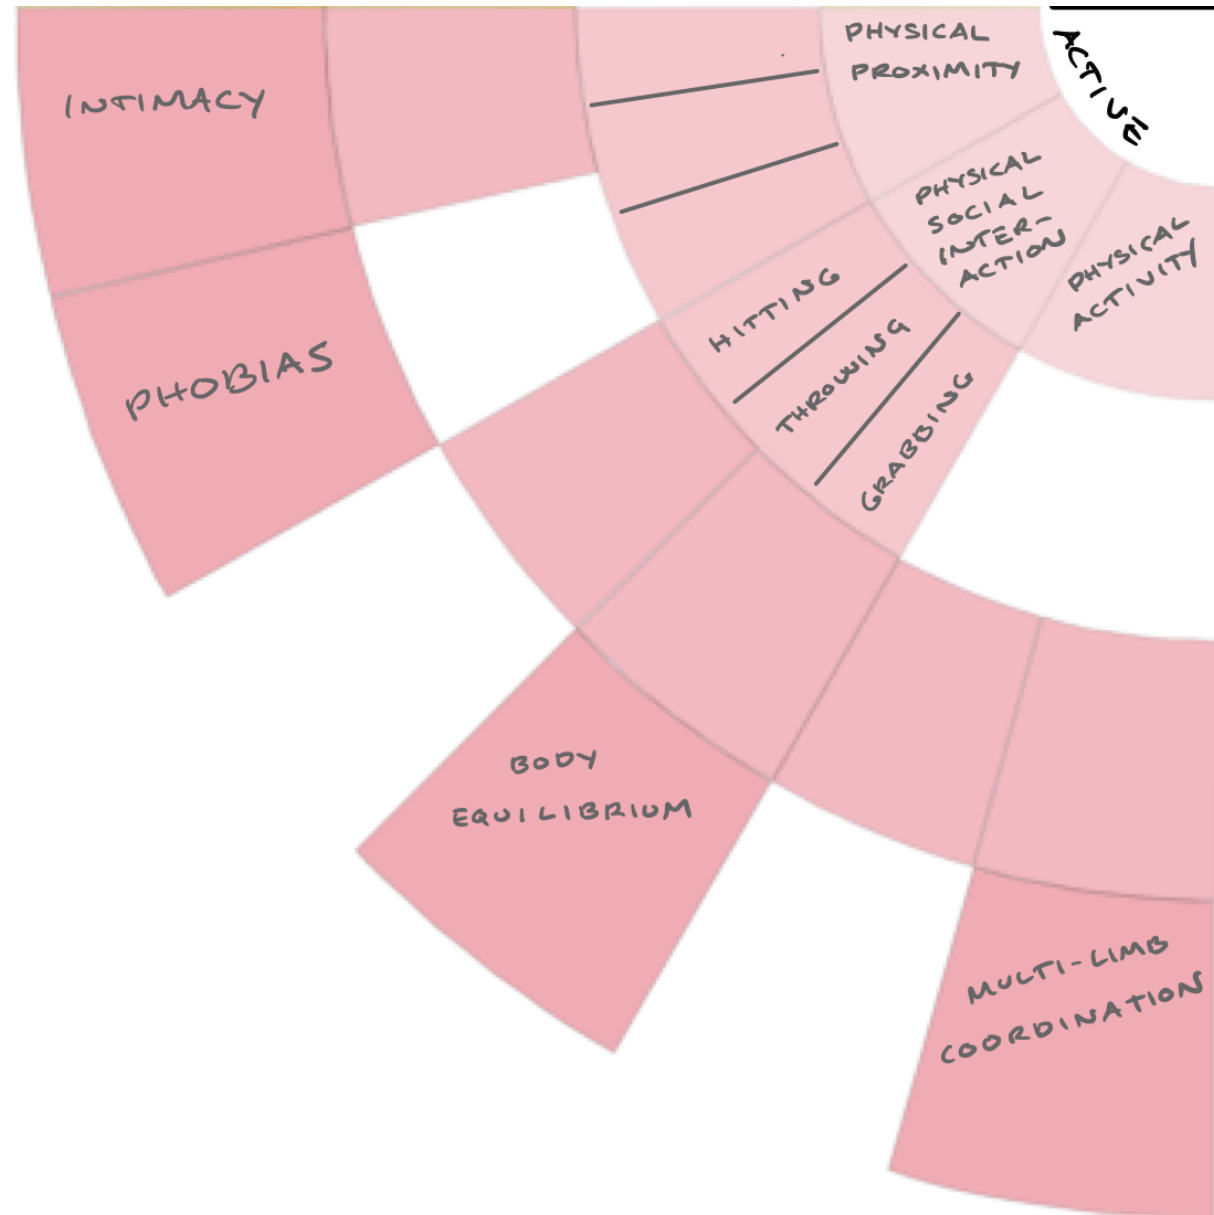 ACTIVE
PHYSICAL
PROXIMITY
PHYSICAL
SOCIAL
INTER-
ACTION
PHYSICAL
ACTIVITY
HITTING
THROWING
GRABBING
INTIMACY
PHOBIAS
BODY
EQUILIBRIUM
MULTI-LIMB
COORDINATION